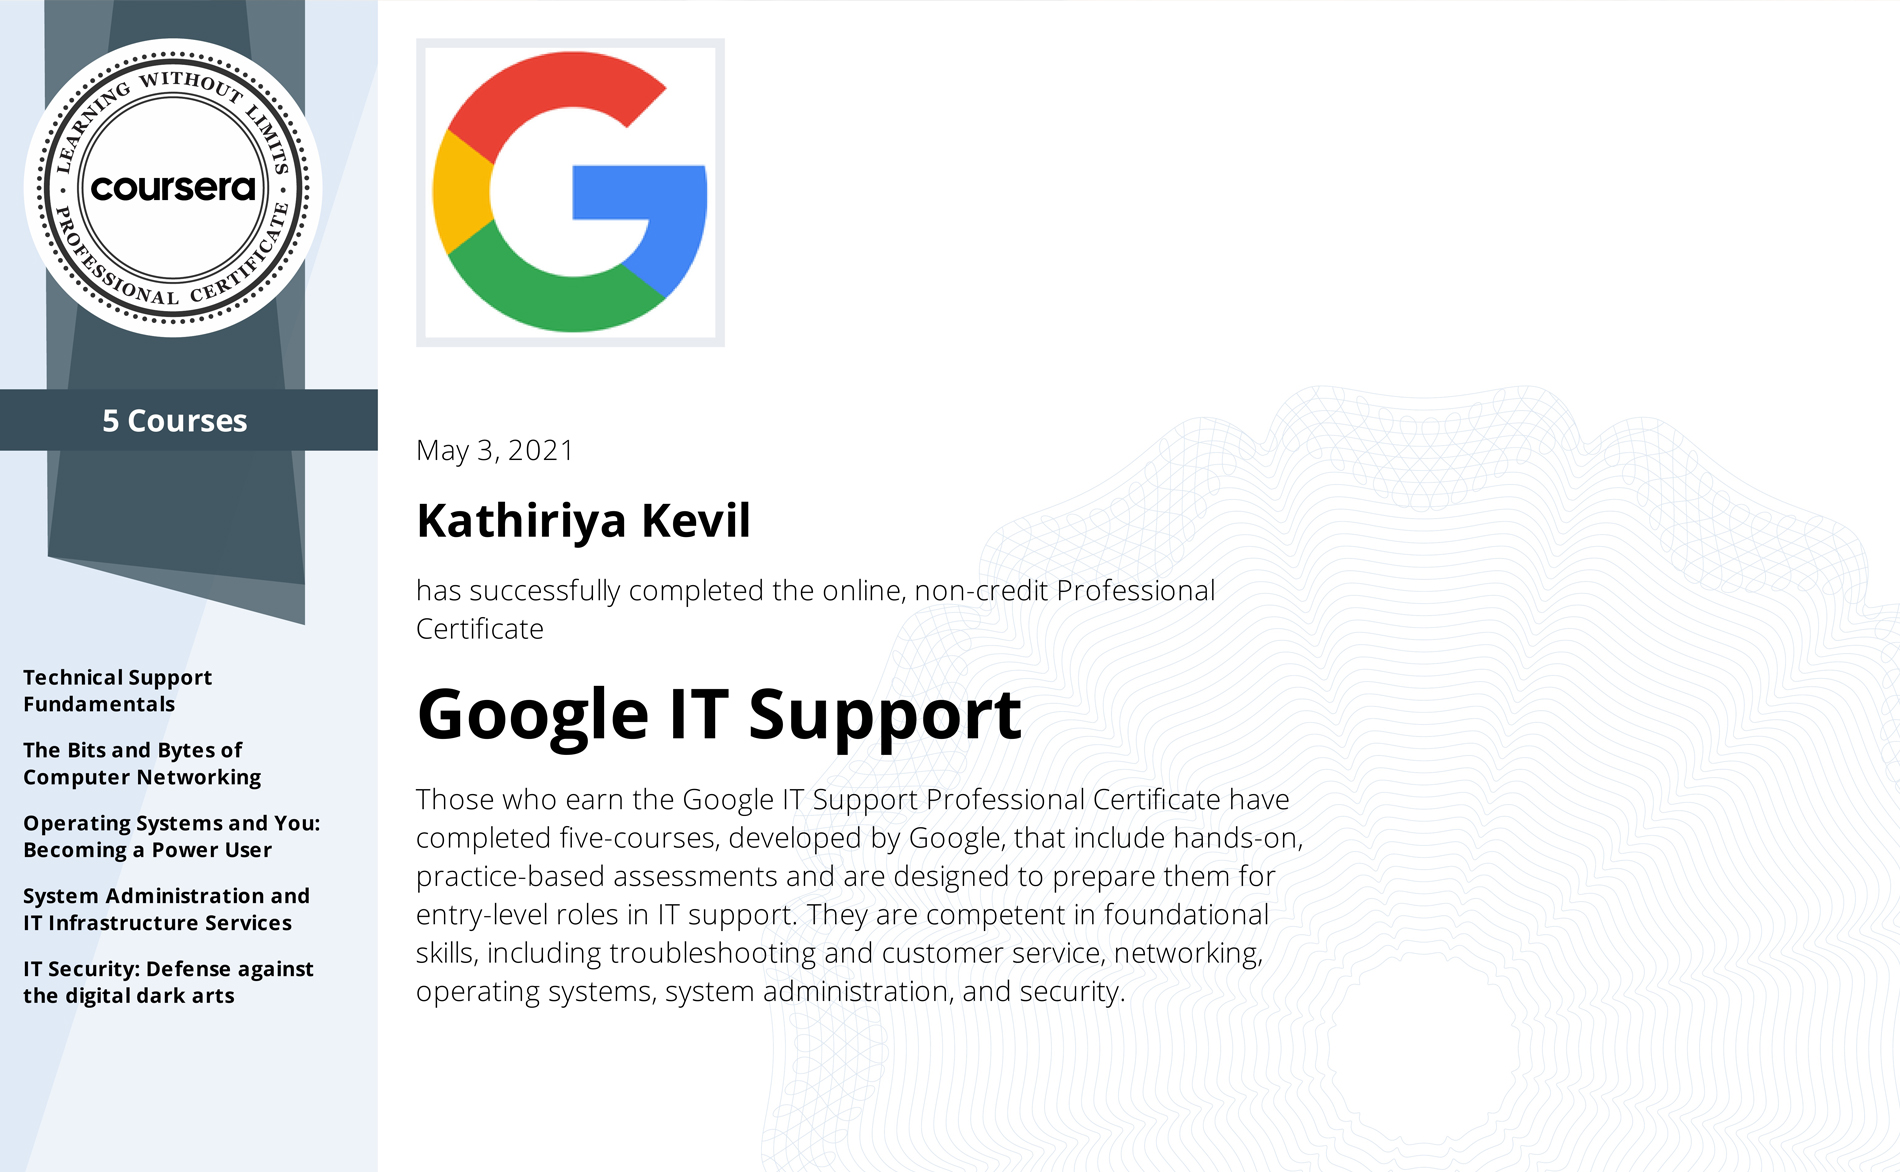 LEARNING WITHOUT LIMITS
coursera
PROFESSIONAL CERTIFICATE
5 Courses
Technical Support
Fundamentals
The Bits and Bytes of
Computer Networking
Operating Systems and You:
Becoming a Power User
System Administration and
IT Infrastructure Services
IT Security: Defense against
the digital dark arts
G
May 3, 2021
Kathiriya Kevil
has successfully completed the online, non-credit Professional
Certificate
Google IT Support
Those who earn the Google IT Support Professional Certificate have
completed five-courses, developed by Google, that include hands-on,
practice-based assessments and are designed to prepare them for
entry-level roles in IT support. They are competent in foundational
skills, including troubleshooting and customer service, networking,
operating systems, system administration, and security.